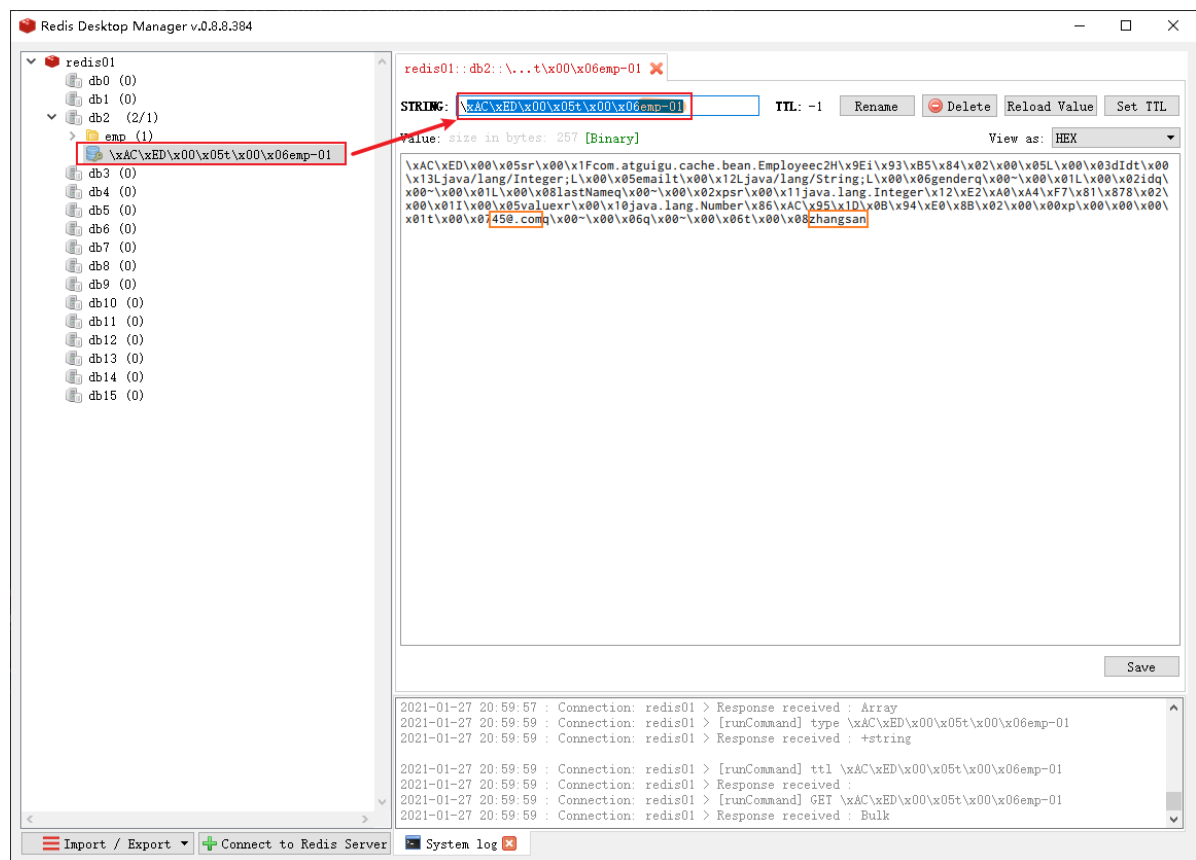 Redis Desktop Manager v.0.8.8.384
redis01
db0 (0)
db1 (0)
db2 (2/1)
emp (1)
\xAC\xED\x00\x05t\x00\x06emp-01
db3 (0)
db4 (0)
db5 (0)
db6 (0)
db7 (0)
db8 (0)
db9 (0)
db10 (0)
db11 (0)
db12 (0)
db13 (0)
db14 (0)
db15 (0)
Import / Export
Connect to Redis Server
redis01::db2::\...t\x00\x06emp-01
STRING: \xAC\xED\x00\x05t\x00\x06emp-01 TTL: -1 Rename Delete Reload Value Set TTL
Value: size in bytes: 257 [Binary] View as: HEX
\xAC\xED\x00\x05sr\x00\x1Fcom.atguigu.cache.bean.Employeec2H\x9Ei\x93\xB5\x84\x02\x00\x05L\x00\x03dIdt\x00
\x13Ljava/lang/Integer;L\x00\x05emailt\x00\x12Ljava/lang/String;L\x00\x06genderq\x00~\x00\x01L\x00\x02idq\
x00~\x00\x01L\x00\x08lastNameq\x00~\x00\x02xpsr\x00\x11java.lang.Integer\x12\xE2\xA0\xA4\xF7\x81\x878\x02\
x00\x01I\x00\x05valuexr\x00\x10java.lang.Number\x86\xAC\x95\x1D\x0B\x94\xE0\x8B\x02\x00\x00xp\x00\x00\x00\
x01t\x00\x0745@.comq\x00~\x00\x06q\x00~\x00\x06t\x00\x08zhangsan
Save
2021-01-27 20:59:57 : Connection: redis01 > Response received : Array
2021-01-27 20:59:59 : Connection: redis01 > [runCommand] type \xAC\xED\x00\x05t\x00\x06emp-01
2021-01-27 20:59:59 : Connection: redis01 > Response received : +string
2021-01-27 20:59:59 : Connection: redis01 > [runCommand] ttl \xAC\xED\x00\x05t\x00\x06emp-01
2021-01-27 20:59:59 : Connection: redis01 > Response received :
2021-01-27 20:59:59 : Connection: redis01 > [runCommand] GET \xAC\xED\x00\x05t\x00\x06emp-01
2021-01-27 20:59:59 : Connection: redis01 > Response received : Bulk
System log